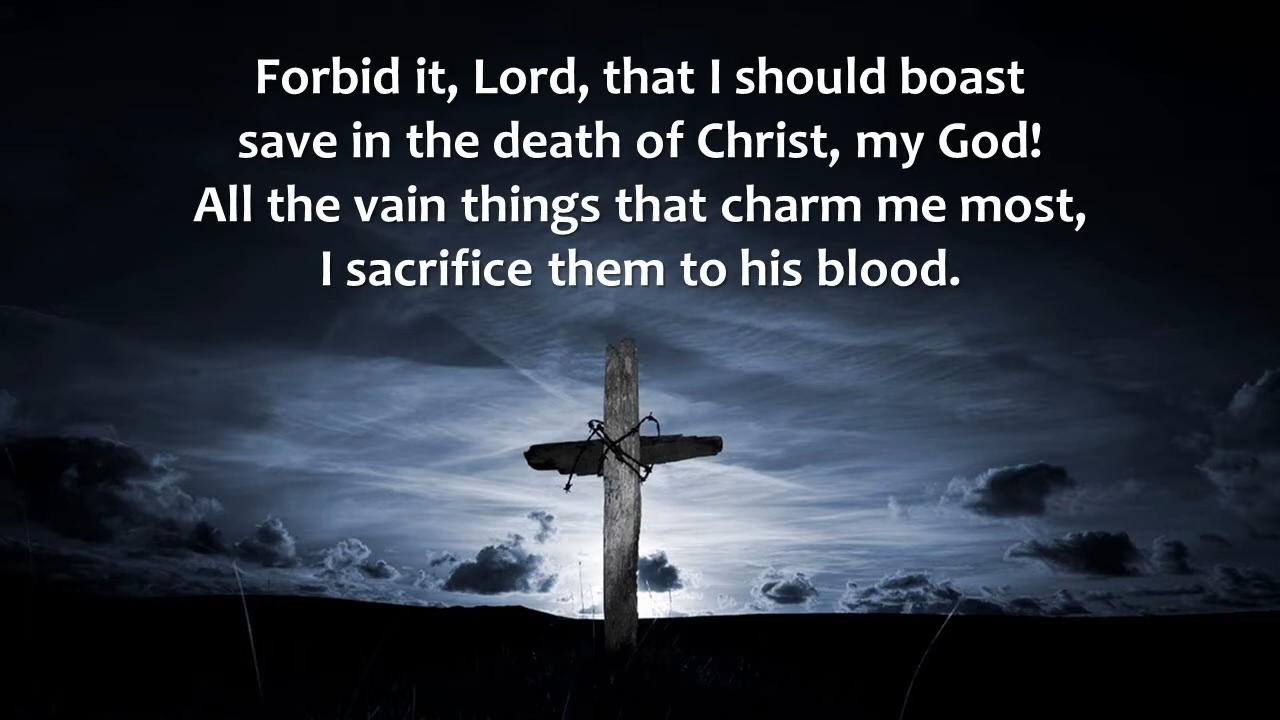 Forbid it, Lord, that I should boast
save in the death of Christ, my God!
All the vain things that charm me most,
I sacrifice them to his blood.